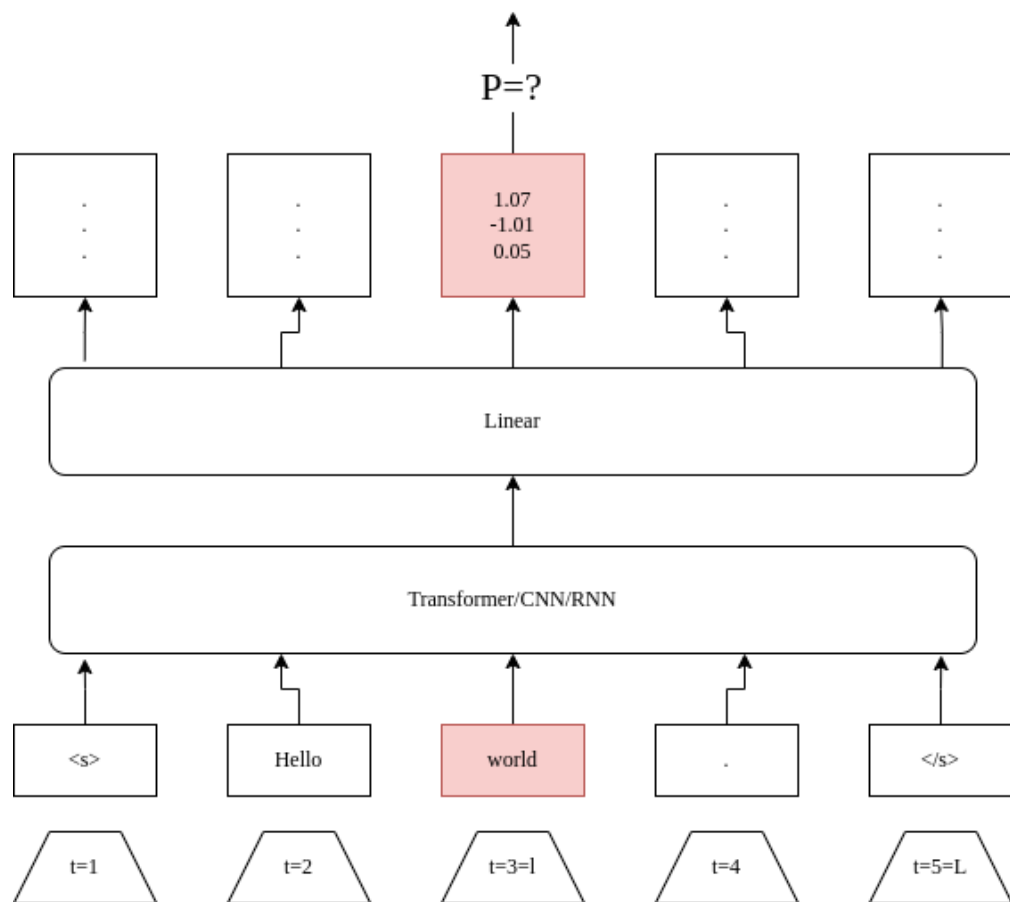 P=?
. . 1.07 . .
. . -1.01 . .
. . 0.05 . .
Linear
Transformer/CNN/RNN
<s> Hello world . </s>
t=1 t=2 t=3=l t=4 t=5=L